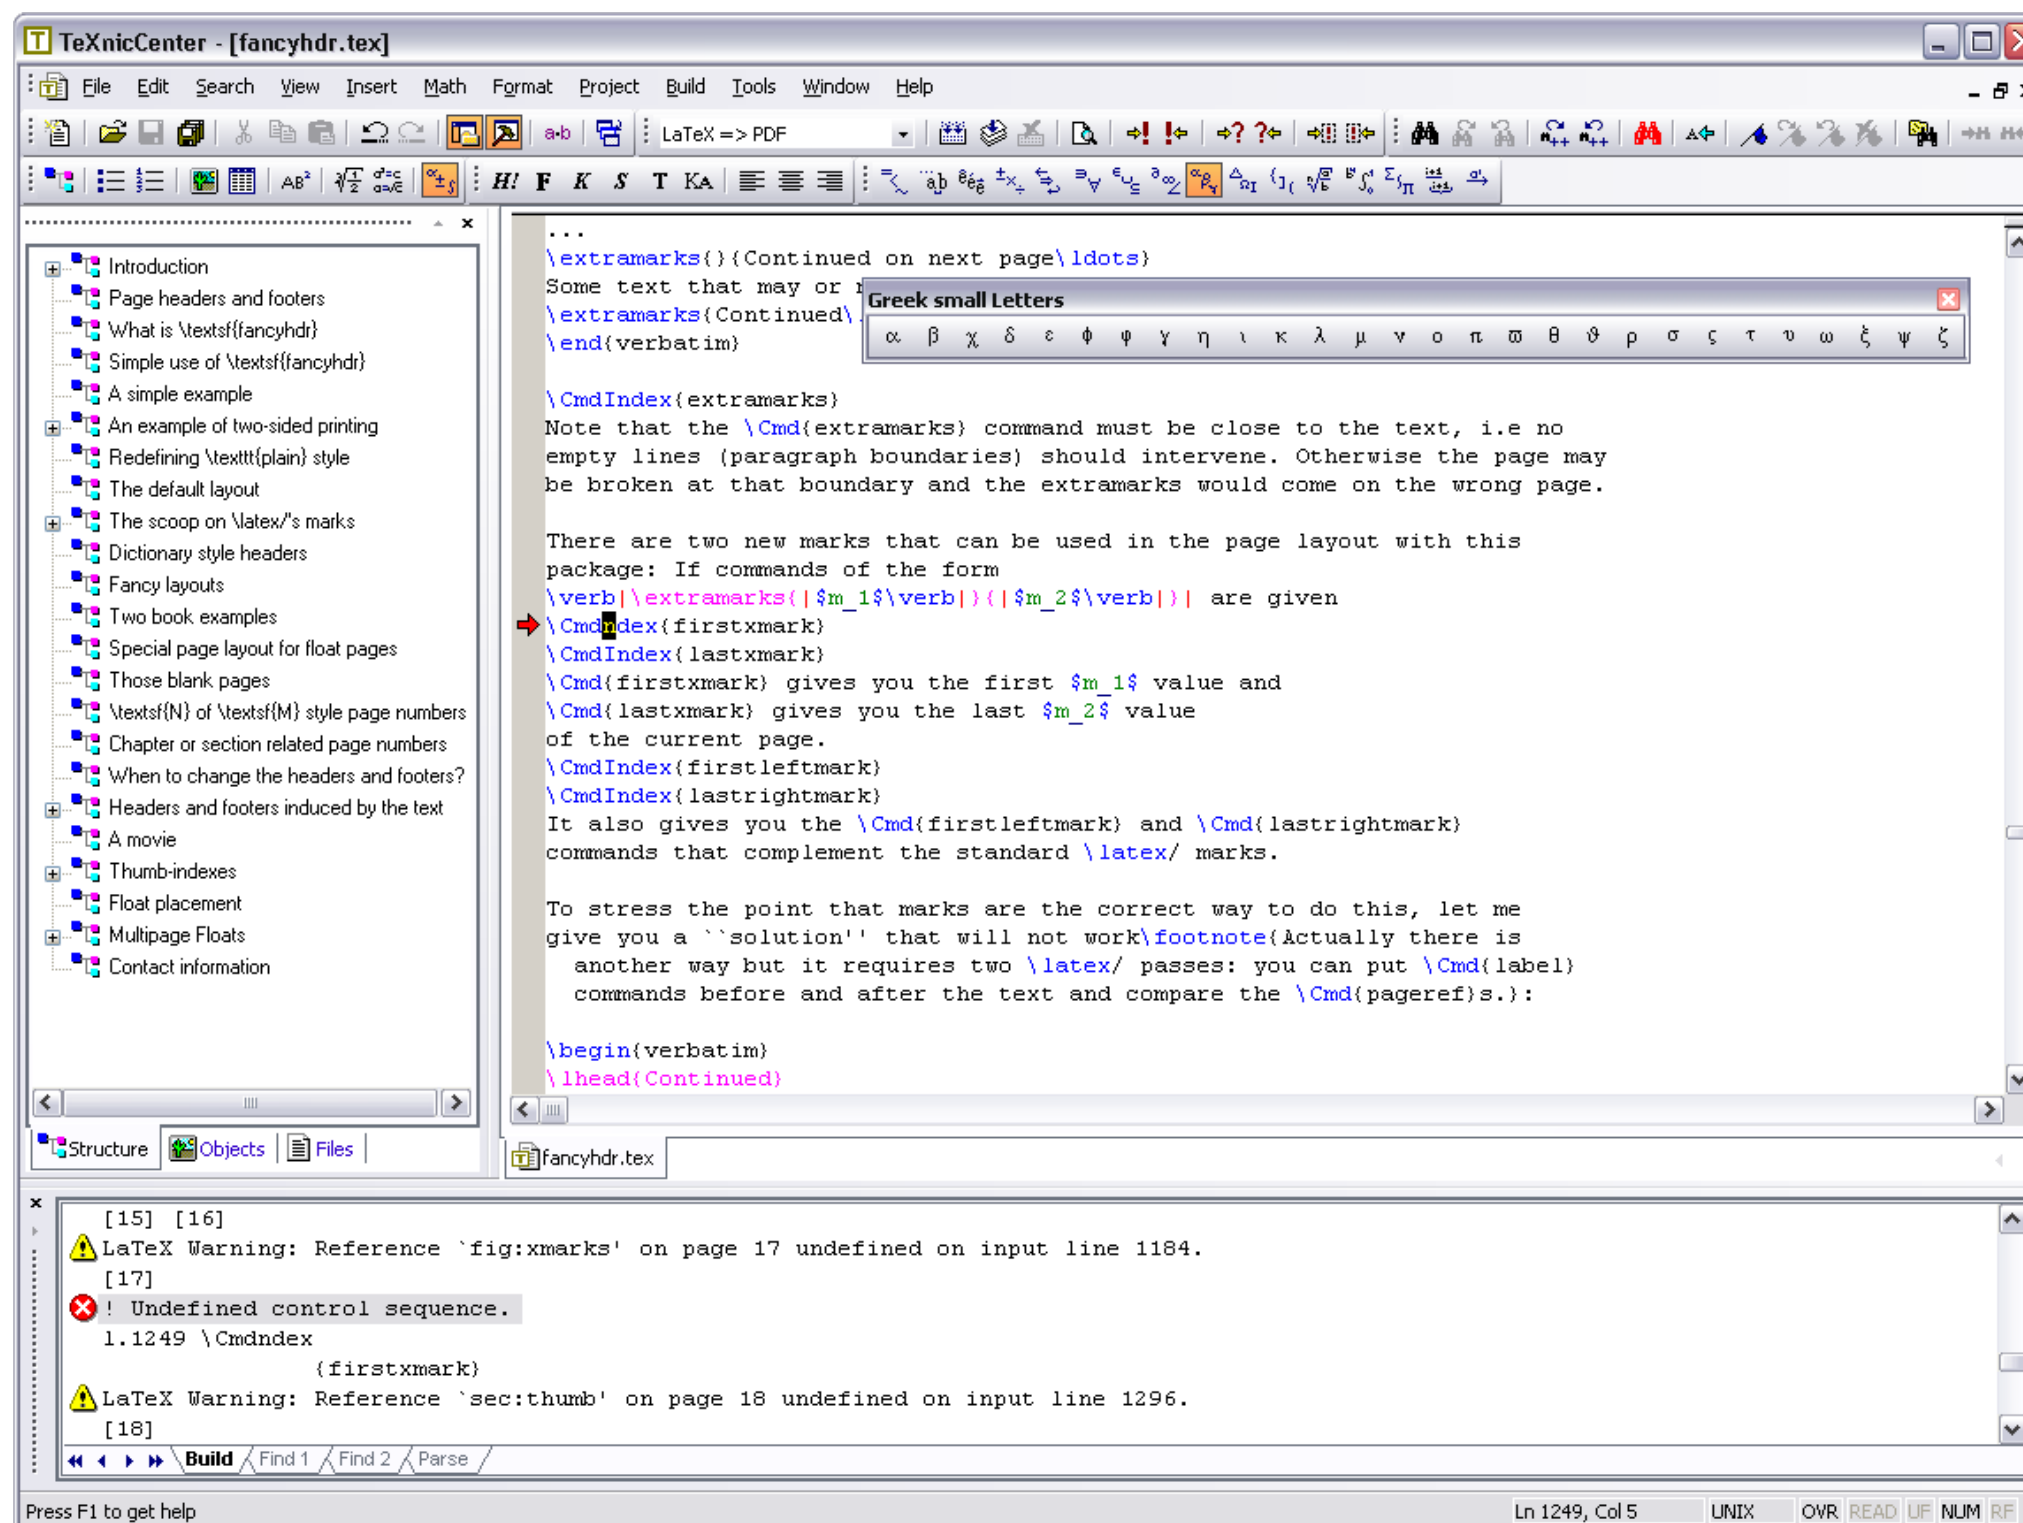 TeXnicCenter - [fancyhdr.tex]
File Edit Search View Insert Math Format Project Build Tools Window Help
LaTeX => PDF
Introduction
Page headers and footers
What is \textsf{fancyhdr}
Simple use of \textsf{fancyhdr}
A simple example
An example of two-sided printing
Redefining \texttt{plain} style
The default layout
The scoop on \latex/'s marks
Dictionary style headers
Fancy layouts
Two book examples
Special page layout for float pages
Those blank pages
\textsf{N} of \textsf{M} style page numbers
Chapter or section related page numbers
When to change the headers and footers?
Headers and footers induced by the text
A movie
Thumb-indexes
Float placement
Multipage Floats
Contact information
Structure Objects Files
...
\extramarks{}{Continued on next page\ldots}
Some text that may or
\extramarks{Continued\
\end{verbatim}
Greek small Letters
α β χ δ ε ϕ φ γ η ι κ λ μ ν ο π ϖ θ ϑ ρ σ ς τ υ ω ξ ψ ζ
\CmdIndex{extramarks}
Note that the \Cmd{extramarks} command must be close to the text, i.e no
empty lines (paragraph boundaries) should intervene. Otherwise the page may
be broken at that boundary and the extramarks would come on the wrong page.
There are two new marks that can be used in the page layout with this
package: If commands of the form
\verb|\extramarks{|$m_1$\verb|}{|$m_2$\verb|}| are given
\Cmdndex{firstxmark}
\CmdIndex{lastxmark}
\Cmd{firstxmark} gives you the first $m_1$ value and
\Cmd{lastxmark} gives you the last $m_2$ value
of the current page.
\CmdIndex{firstleftmark}
\CmdIndex{lastrightmark}
It also gives you the \Cmd{firstleftmark} and \Cmd{lastrightmark}
commands that complement the standard \latex/ marks.
To stress the point that marks are the correct way to do this, let me
give you a ``solution'' that will not work\footnote{Actually there is
another way but it requires two \latex/ passes: you can put \Cmd{label}
commands before and after the text and compare the \Cmd{pageref}s.}:
\begin{verbatim}
\lhead{Continued}
fancyhdr.tex
[15] [16]
LaTeX Warning: Reference `fig:xmarks' on page 17 undefined on input line 1184.
[17]
! Undefined control sequence.
l.1249 \Cmdndex
{firstxmark}
LaTeX Warning: Reference `sec:thumb' on page 18 undefined on input line 1296.
[18]
Build Find 1 Find 2 Parse
Press F1 to get help Ln 1249, Col 5 UNIX OVR READ UF NUM RF